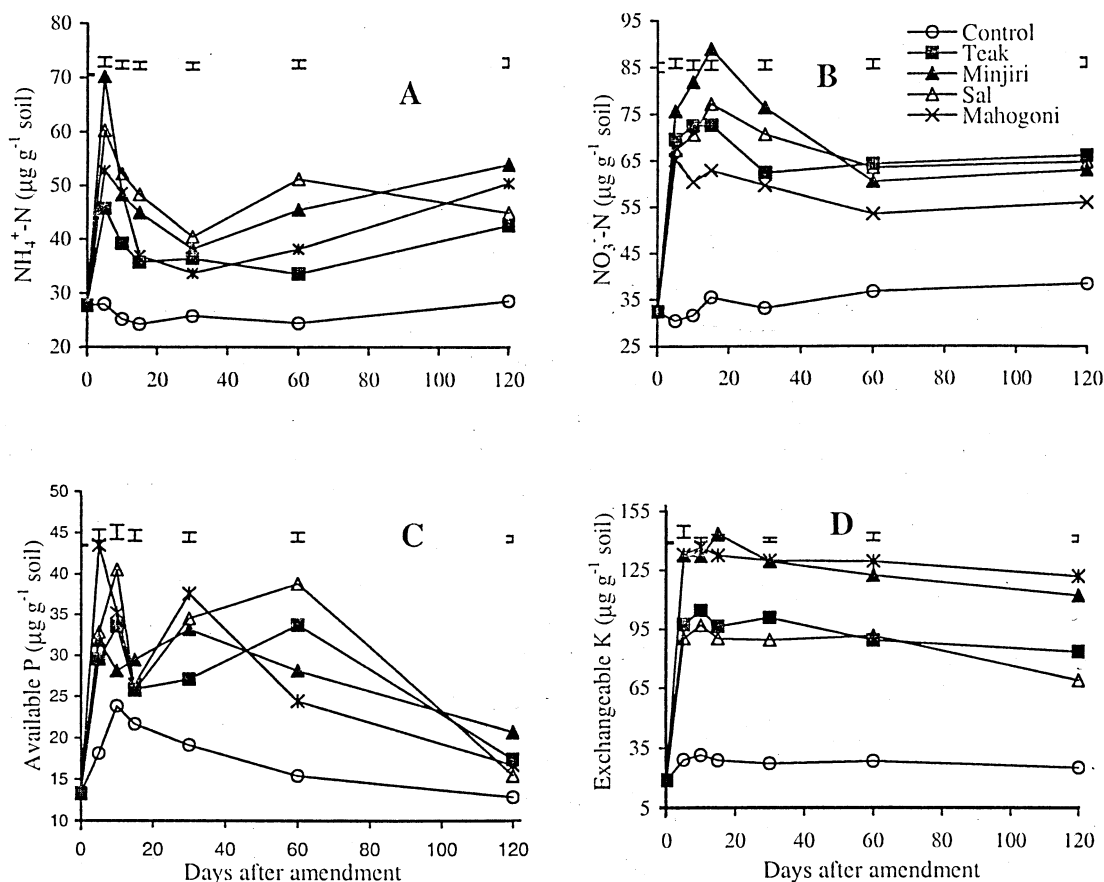 80
70
60
50
40
30
20
NH₄⁺-N (µg g⁻¹ soil)
A
0 20 40 60 80 100 120
95
85
75
65
55
45
35
25
NO₃⁻-N (µg g⁻¹ soil)
B
Control
Teak
Minjiri
Sal
Mahogoni
0 20 40 60 80 100 120
50
45
40
35
30
25
20
15
10
Available P (µg g⁻¹ soil)
C
0 20 40 60 80 100 120
Days after amendment
155
125
95
65
35
5
Exchangeable K (µg g⁻¹ soil)
D
0 20 40 60 80 100 120
Days after amendment